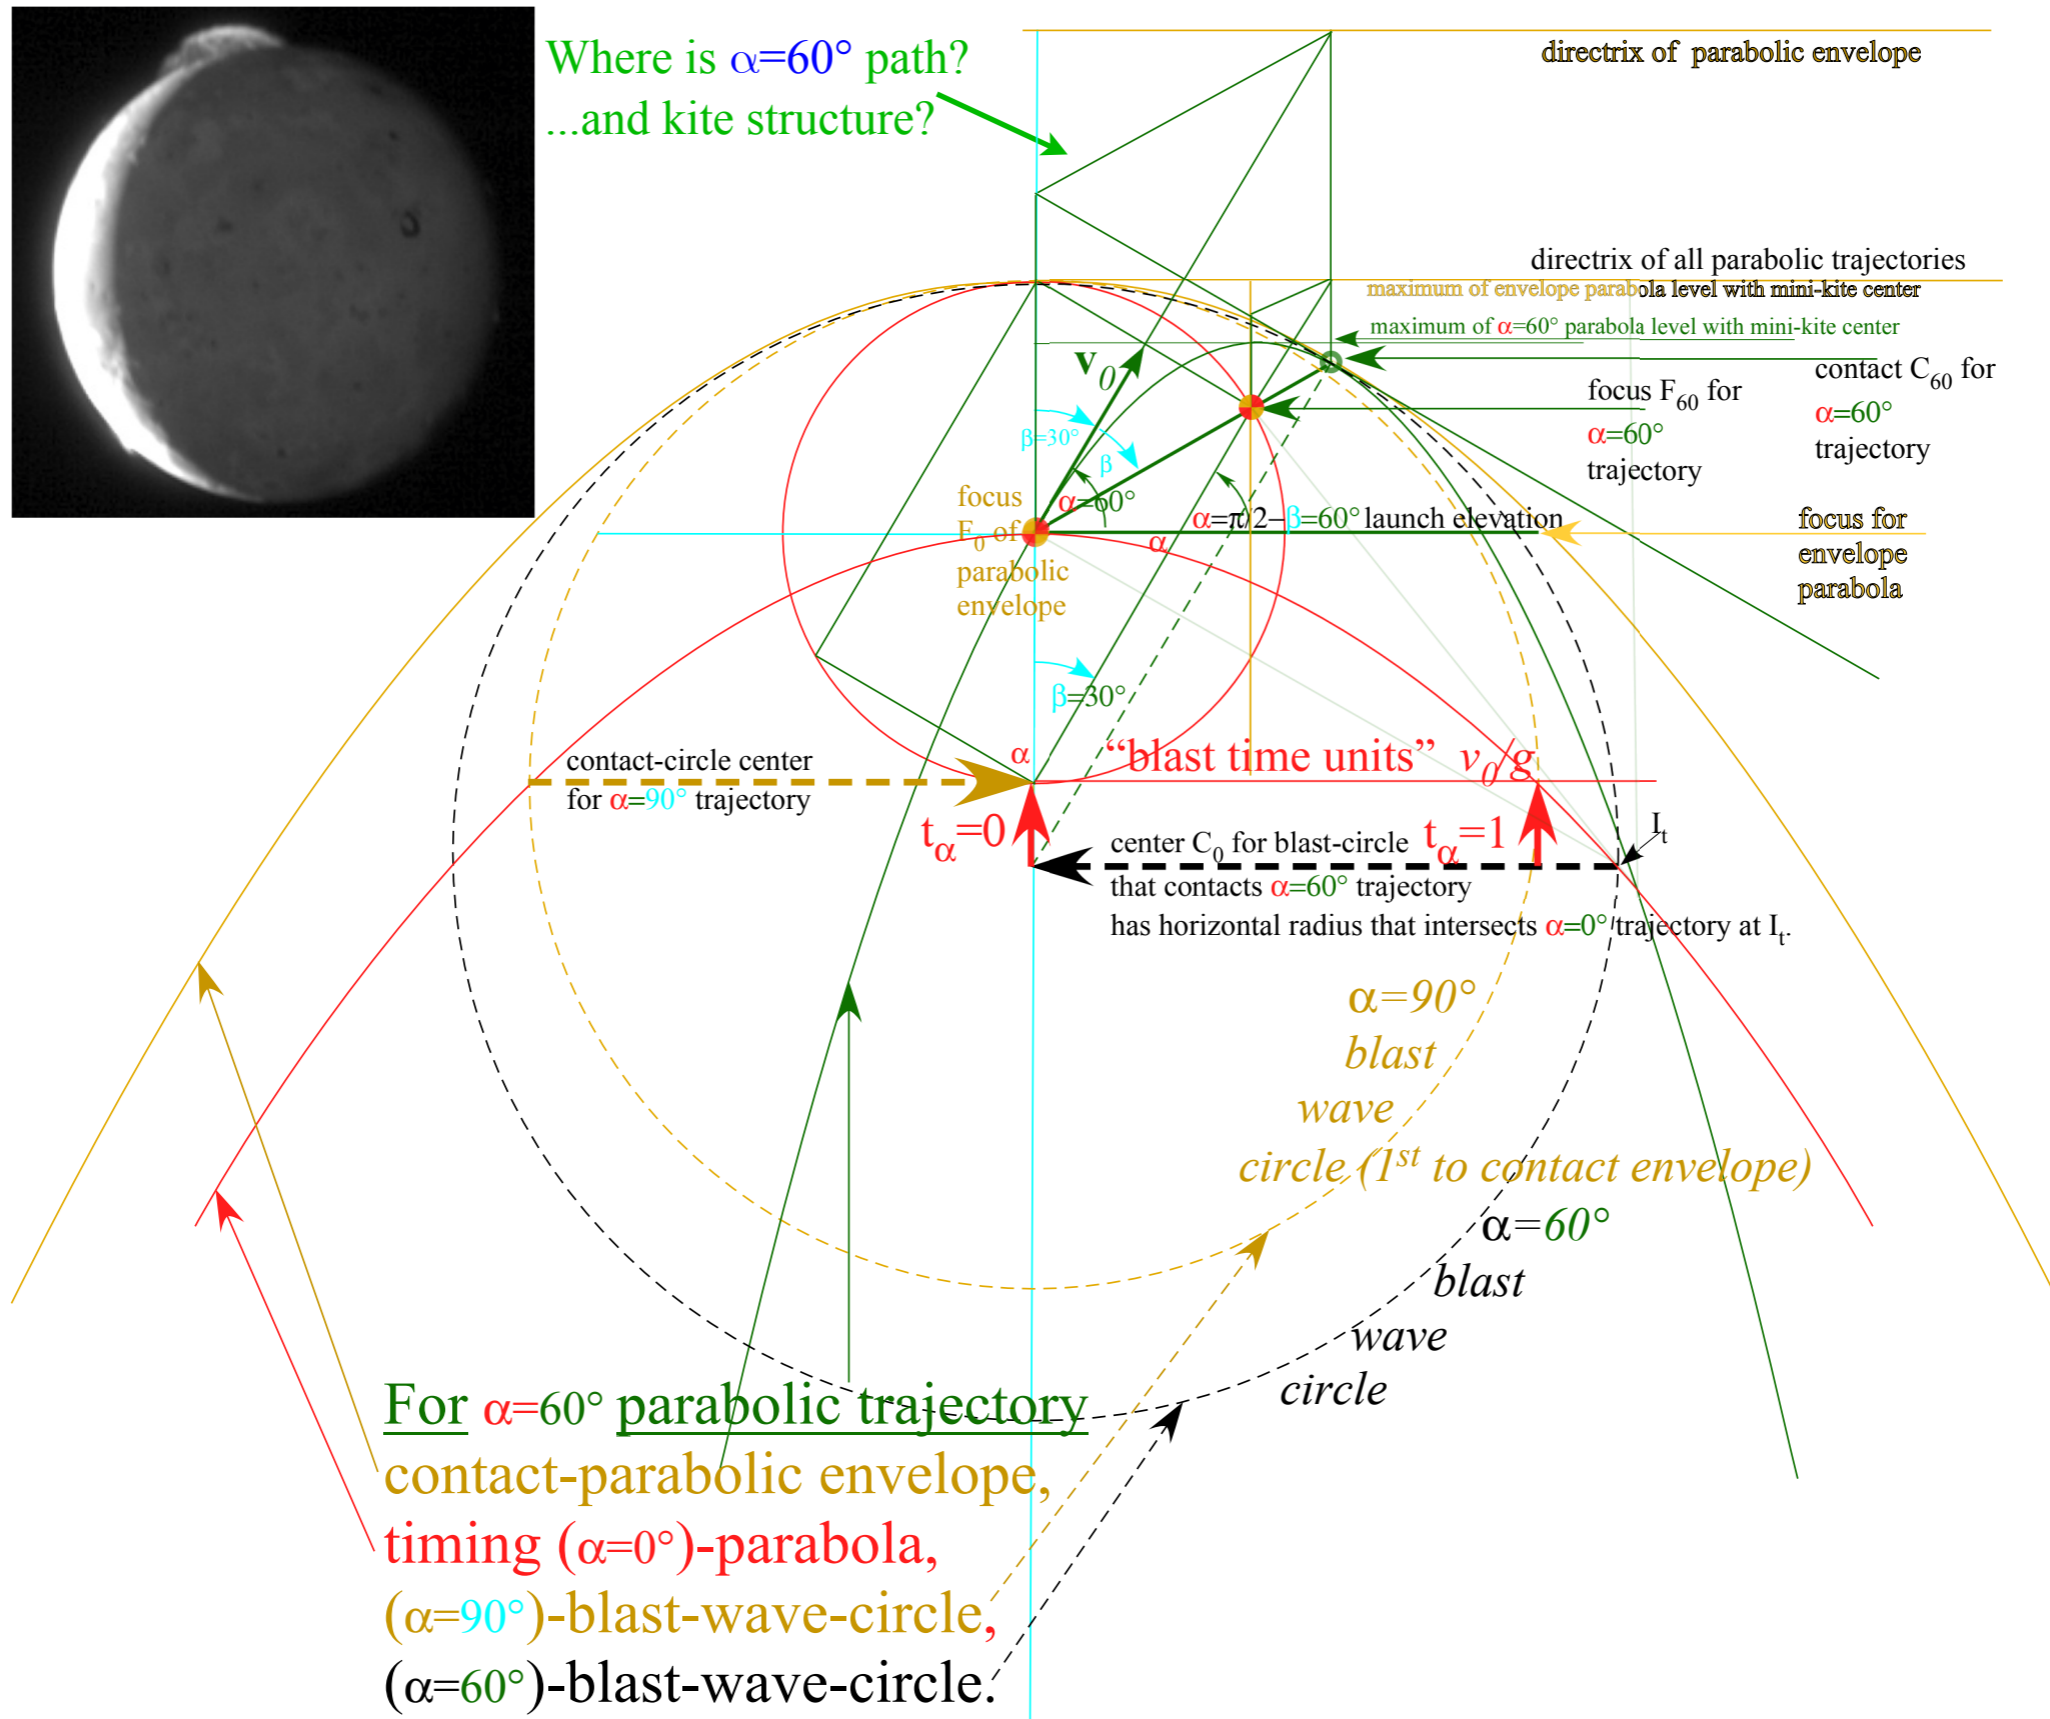 Where is α=60° path?
...and kite structure?
directrix of parabolic envelope
directrix of all parabolic trajectories
maximum of envelope parabola level with mini-kite center
maximum of α=60° parabola level with mini-kite center
contact C60 for
α=60°
trajectory
focus F60 for
α=60°
trajectory
v0
β=30°
β
α=60°
focus
F0 of
parabolic
envelope
α=π/2−β=60° launch elevation
α
focus for
envelope
parabola
β=30°
α
"blast time units" v0/g
contact-circle center
for α=90° trajectory
tα=0
tα=1
It
center C0 for blast-circle
that contacts α=60° trajectory
has horizontal radius that intersects α=0° trajectory at It.
α=90°
blast
wave
circle (1st to contact envelope)
α=60°
blast
wave
circle
For α=60° parabolic trajectory
contact-parabolic envelope,
timing (α=0°)-parabola,
(α=90°)-blast-wave-circle,
(α=60°)-blast-wave-circle.